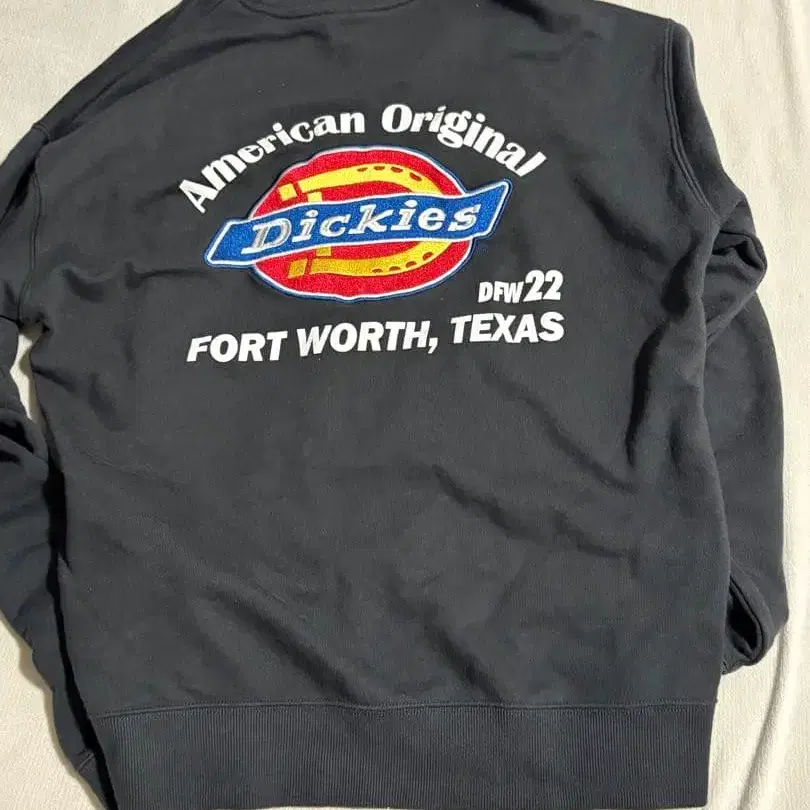 American Original
Dickies
DFW22
FORT WORTH, TEXAS